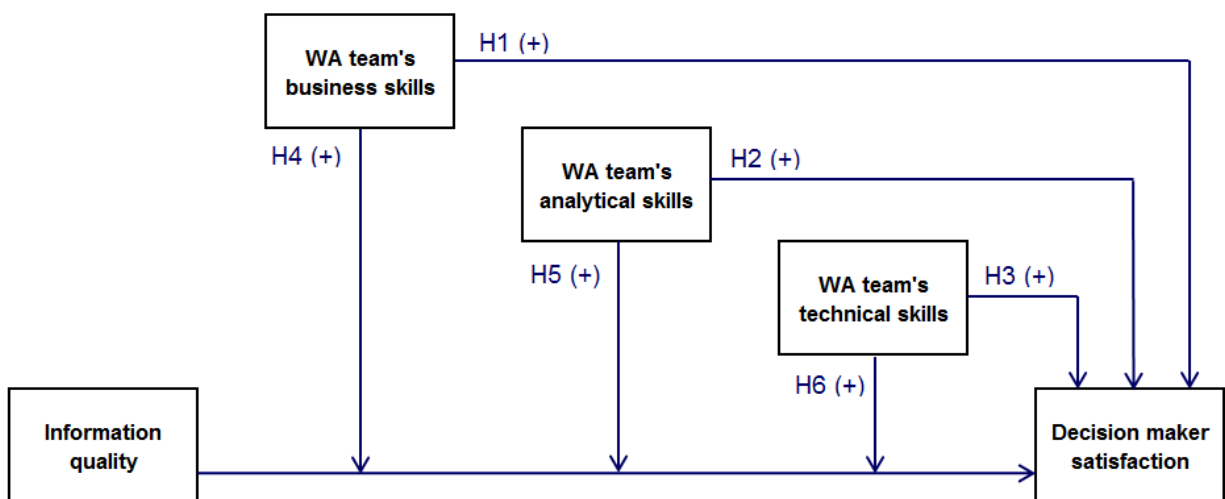 H1 (+)
WA team's
business skills
H4 (+)
WA team's
analytical skills
H2 (+)
H5 (+)
WA team's
technical skills
H3 (+)
H6 (+)
Information
quality
Decision maker
satisfaction